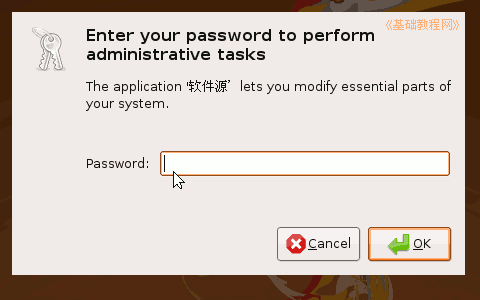 《基础教程网》
Enter your password to perform
administrative tasks
The application '软件源’ lets you modify essential parts of
your system.
Password:
Cancel
OK